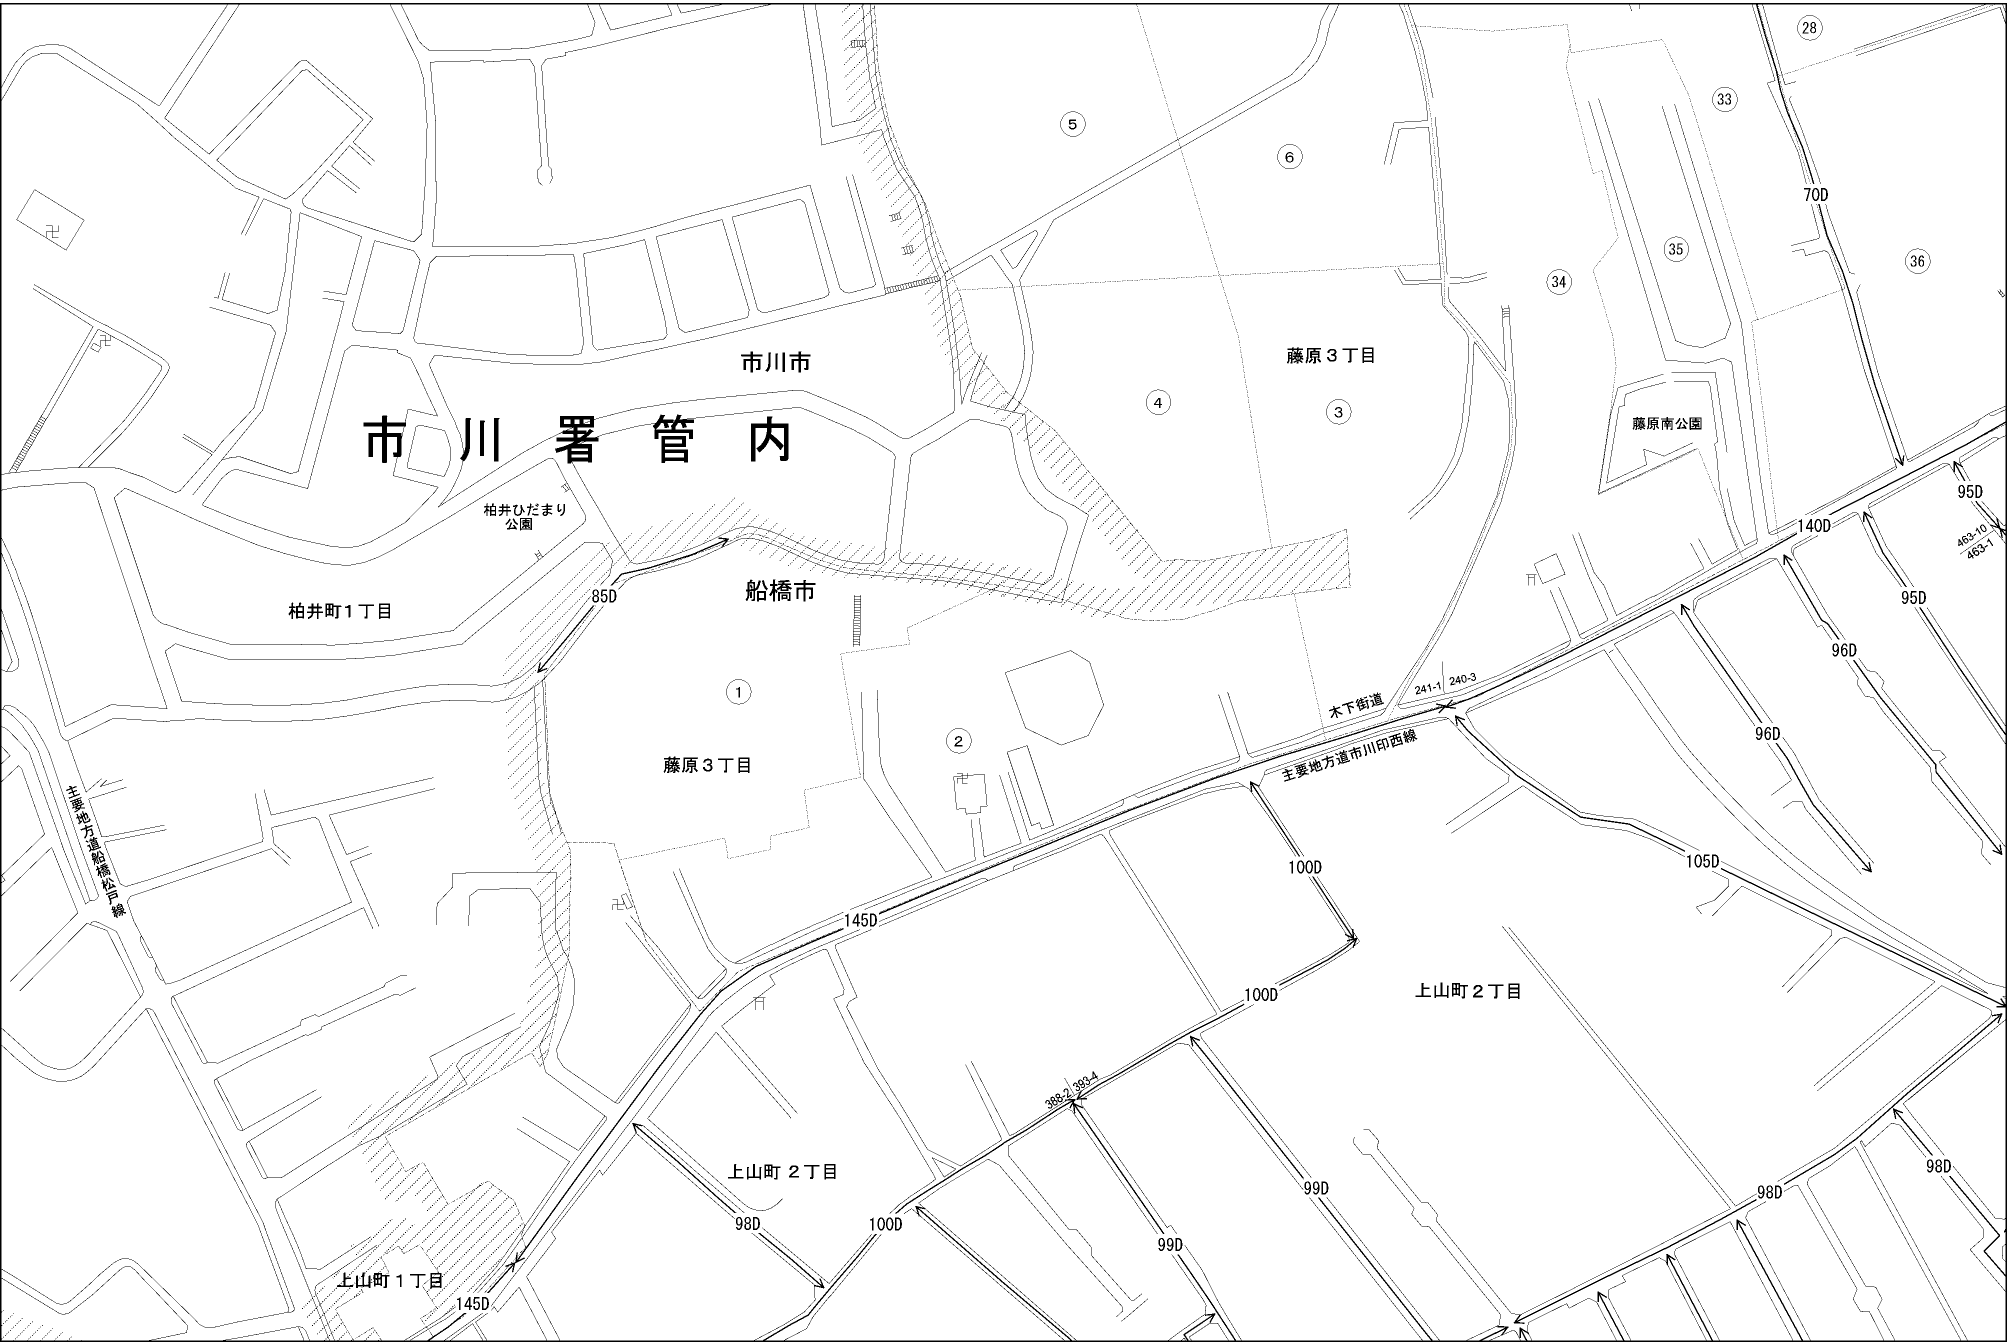 28
33
5
6
70D
35
36
34
市川市
藤原3丁目
4
3
市川署管内
藤原南公園
95D
柏井ひだまり
公園
140D
463-10
463-1
85D
船橋市
95D
柏井町1丁目
96D
1
241-1
240-3
木下街道
2
96D
主要地方道市川印西線
藤原3丁目
主要地方道船橋松戸線
105D
100D
145D
100D
上山町2丁目
388-2
393-4
上山町2丁目
98D
99D
98D
98D
100D
99D
上山町1丁目
145D